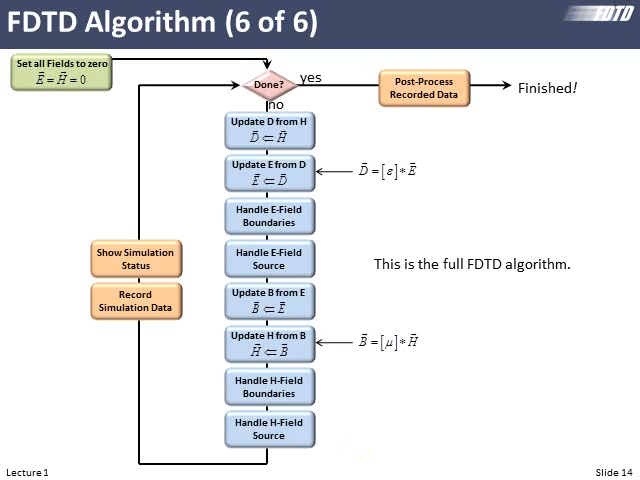 FDTD Algorithm (6 of 6)
FDTD
Set all Fields to zero
E⃗ = H⃗ = 0
Done?
yes
no
Post-Process
Recorded Data
Finished!
Update D from H
D⃗ ⇐ H⃗
Update E from D
E⃗ ⇐ D⃗
D⃗ = [ε]∗E⃗
Handle E-Field
Boundaries
Handle E-Field
Source
Show Simulation
Status
This is the full FDTD algorithm.
Record
Simulation Data
Update B from E
B⃗ ⇐ E⃗
Update H from B
H⃗ ⇐ B⃗
B⃗ = [μ]∗H⃗
Handle H-Field
Boundaries
Handle H-Field
Source
Lecture 1
Slide 14